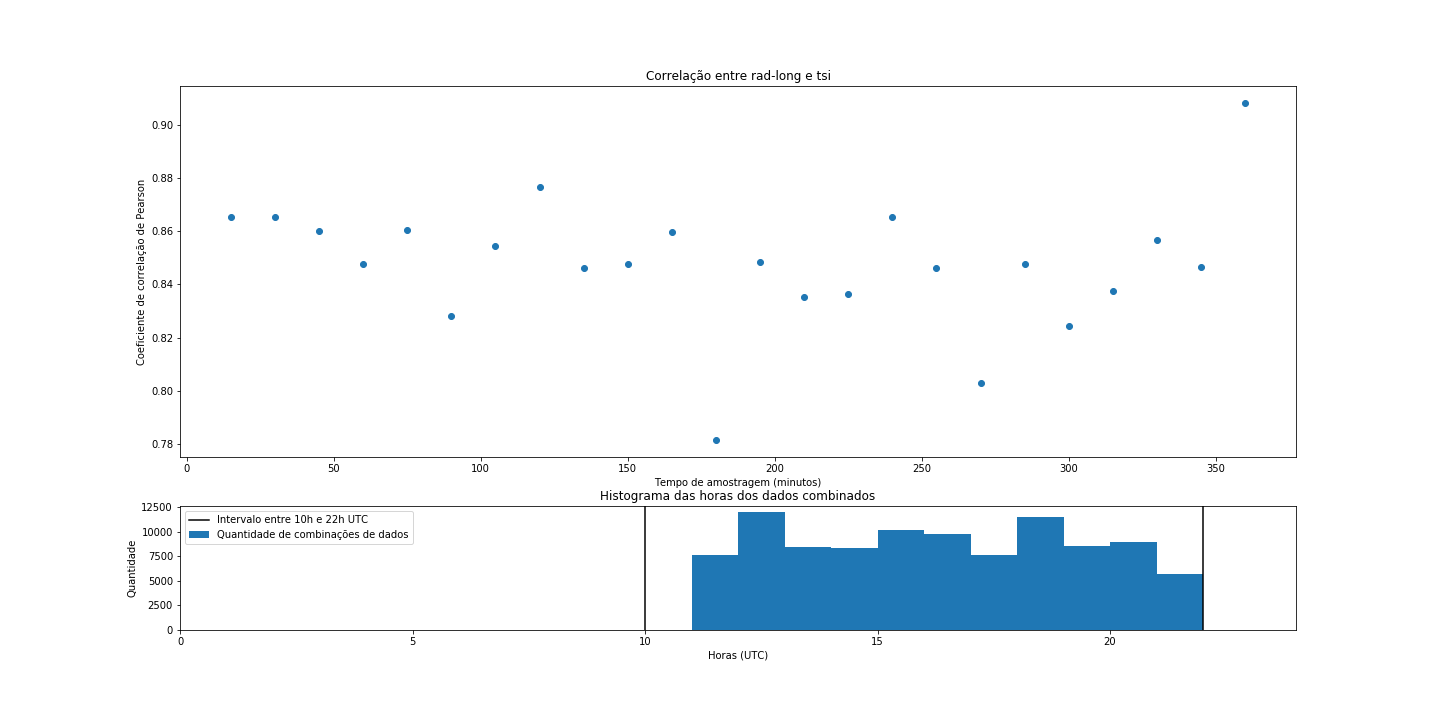 Correlação entre rad-long e tsi
Coeficiente de correlação de Pearson
0.90
0.88
0.86
0.84
0.82
0.80
0.78
0 50 100 150 200 250 300 350
Tempo de amostragem (minutos)
Histograma das horas dos dados combinados
Quantidade
12500
10000
7500
5000
2500
0
Intervalo entre 10h e 22h UTC
Quantidade de combinações de dados
0 5 10 15 20
Horas (UTC)